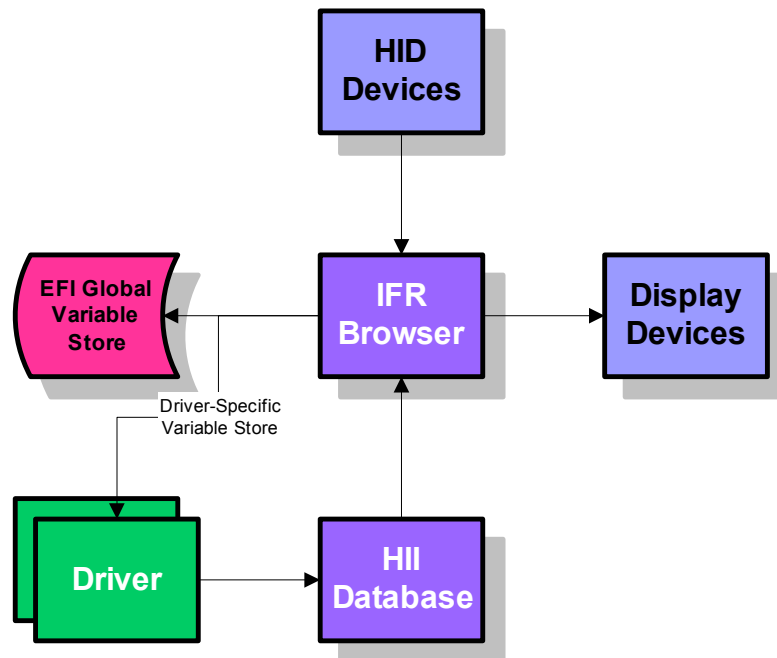 HID
Devices
EFI Global
Variable
Store
IFR
Browser
Display
Devices
Driver-Specific
Variable Store
Driver
HII
Database